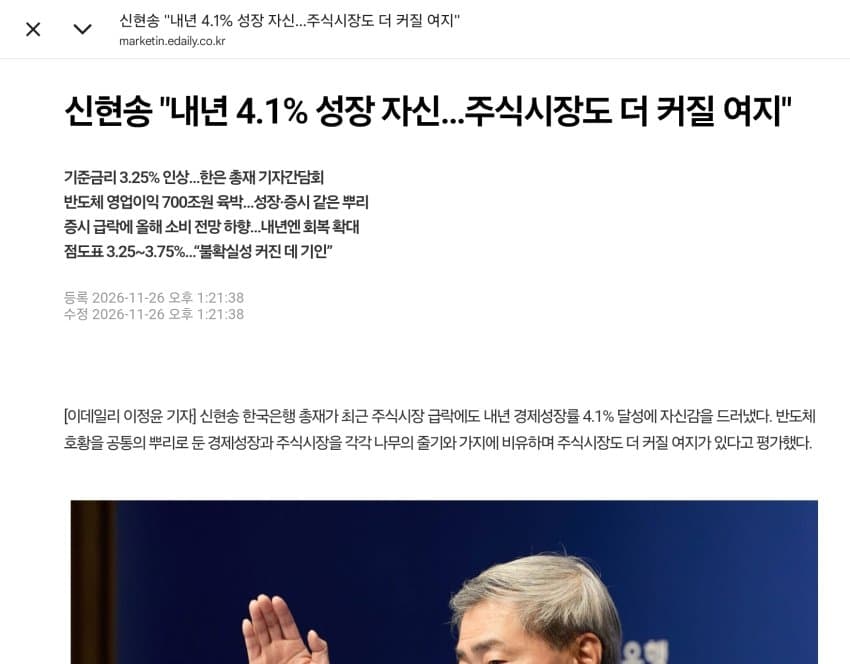 신현송 "내년 4.1% 성장 자신...주식시장도 더 커질 여지"
marketin.edaily.co.kr
신현송 "내년 4.1% 성장 자신...주식시장도 더 커질 여지"
기준금리 3.25% 인상...한은 총재 기자간담회
반도체 영업이익 700조원 육박...성장·증시 같은 뿌리
증시 급락에 올해 소비 전망 하향...내년엔 회복 확대
점도표 3.25~3.75%...“불확실성 커진 데 기인”
등록 2026-11-26 오후 1:21:38
수정 2026-11-26 오후 1:21:38
[이데일리 이정윤 기자] 신현송 한국은행 총재가 최근 주식시장 급락에도 내년 경제성장률 4.1% 달성에 자신감을 드러냈다. 반도체
호황을 공통의 뿌리로 둔 경제성장과 주식시장을 각각 나무의 줄기와 가지에 비유하며 주식시장도 더 커질 여지가 있다고 평가했다.